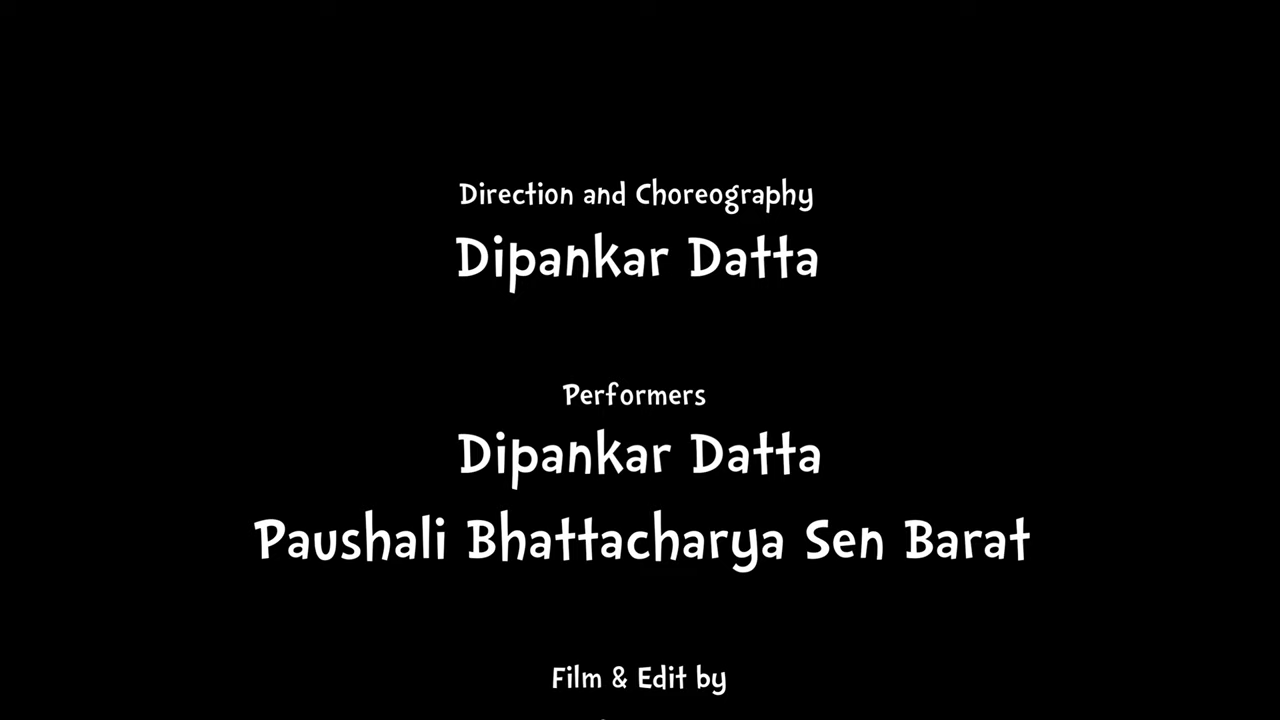 Direction and Choreography
Dipankar Datta
Performers
Dipankar Datta
Paushali Bhattacharya Sen Barat
Film & Edit by